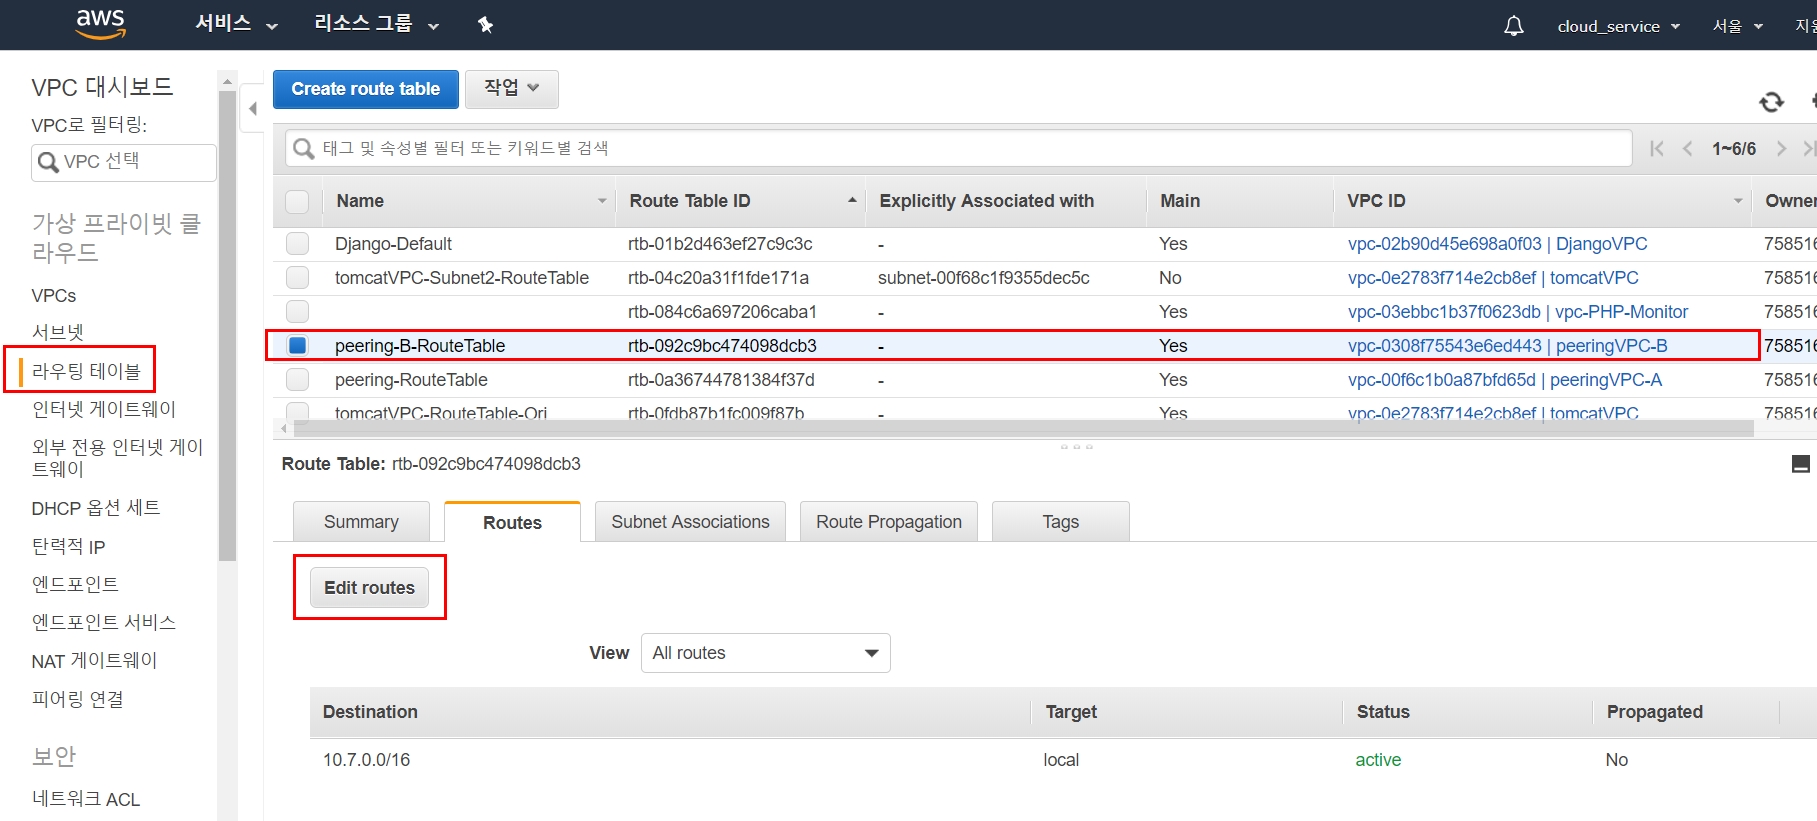 aws 서비스 리소스 그룹 cloud_service 서울
VPC 대시보드
VPC로 필터링:
VPC 선택
가상 프라이빗 클
라우드
VPCs
서브넷
라우팅 테이블
인터넷 게이트웨이
외부 전용 인터넷 게이
트웨이
DHCP 옵션 세트
탄력적 IP
엔드포인트
엔드포인트 서비스
NAT 게이트웨이
피어링 연결
보안
네트워크 ACL
Create route table 작업
태그 및 속성별 필터 또는 키워드별 검색 1~6/6
Name Route Table ID Explicitly Associated with Main VPC ID Owner
Django-Default rtb-01b2d463ef27c9c3c - Yes vpc-02b90d45e698a0f03 | DjangoVPC 75851
tomcatVPC-Subnet2-RouteTable rtb-04c20a31f1fde171a subnet-00f68c1f9355dec5c No vpc-0e2783f714e2cb8ef | tomcatVPC 75851
rtb-084c6a697206caba1 - Yes vpc-03ebbc1b37f0623db | vpc-PHP-Monitor 75851
peering-B-RouteTable rtb-092c9bc474098dcb3 - Yes vpc-0308f75543e6ed443 | peeringVPC-B 75851
peering-RouteTable rtb-0a36744781384f37d - Yes vpc-00f6c1b0a87bfd65d | peeringVPC-A 75851
tomcatVPC-RouteTable-Ori rtb-0fdb87b1fc009f87b - Yes vpc-0e2783f714e2cb8ef | tomcatVPC 75851
Route Table: rtb-092c9bc474098dcb3
Summary Routes Subnet Associations Route Propagation Tags
Edit routes
View All routes
Destination Target Status Propagated
10.7.0.0/16 local active No